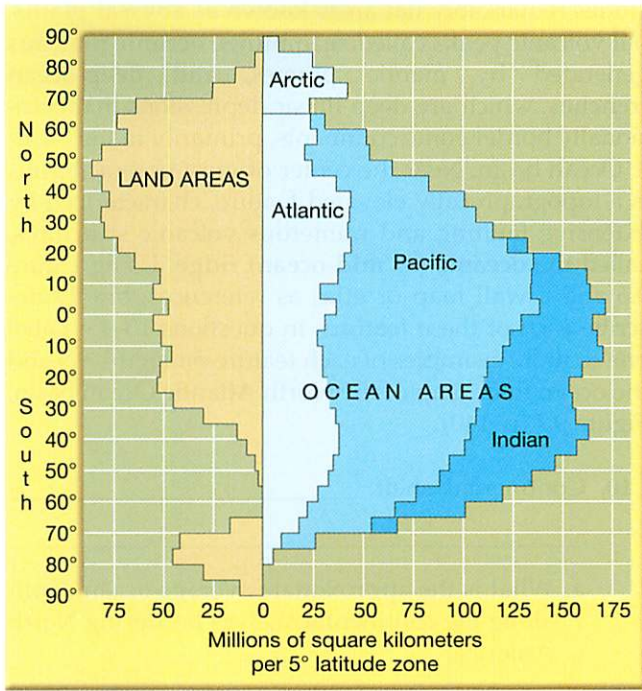 North
South
90°
80°
70°
60°
50°
40°
30°
20°
10°
0°
10°
20°
30°
40°
50°
60°
70°
80°
90°
LAND AREAS
Arctic
Atlantic
Pacific
OCEAN AREAS
Indian
75 50 25 0 25 50 75 100 125 150 175
Millions of square kilometers
per 5° latitude zone